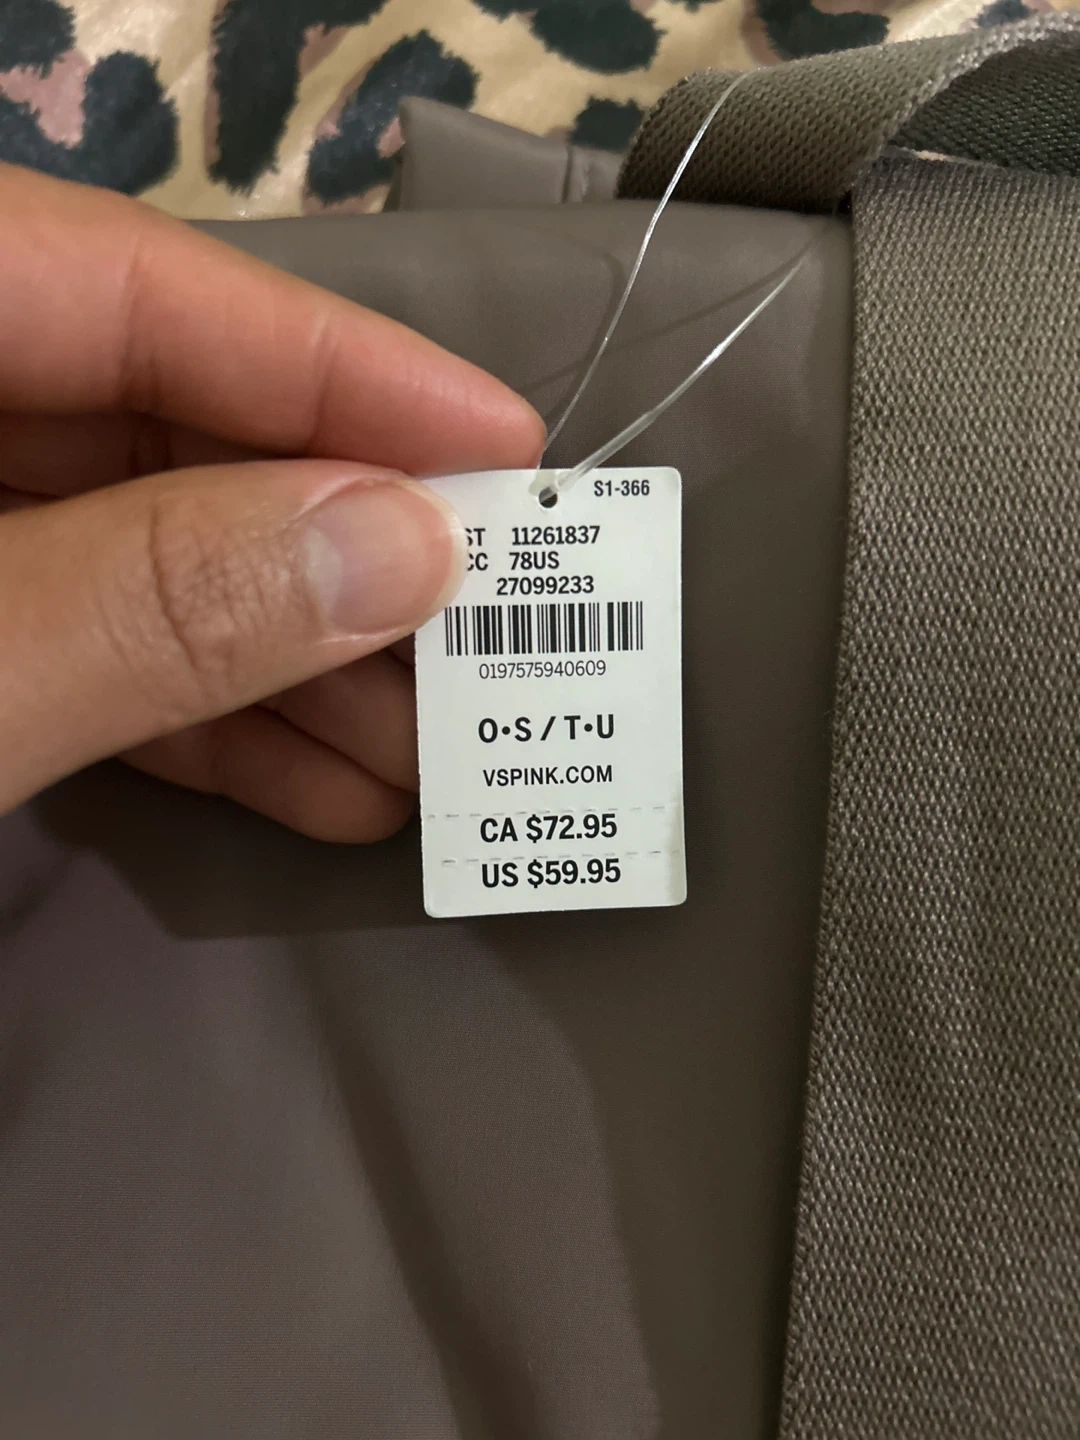 S1-366
ST 11261837
CC 78US
27099233
0197575940609
O•S / T•U
VSPINK.COM
CA $72.95
US $59.95